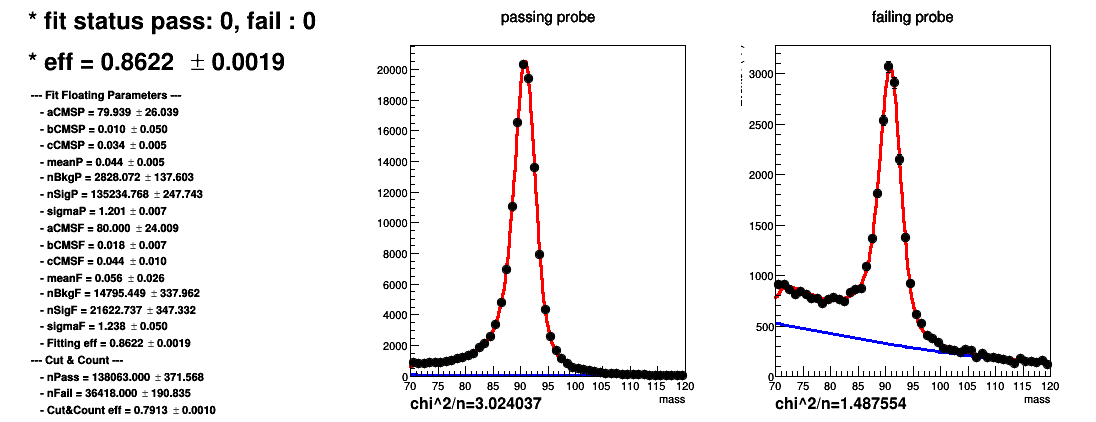 * fit status pass: 0, fail : 0
* eff = 0.8622 ± 0.0019
--- Fit Floating Parameters ---
- aCMSP = 79.939 ± 26.039
- bCMSP = 0.010 ± 0.050
- cCMSP = 0.034 ± 0.005
- meanP = 0.044 ± 0.005
- nBkgP = 2828.072 ± 137.603
- nSigP = 135234.768 ± 247.743
- sigmaP = 1.201 ± 0.007
- aCMSF = 80.000 ± 24.009
- bCMSF = 0.018 ± 0.007
- cCMSF = 0.044 ± 0.010
- meanF = 0.056 ± 0.026
- nBkgF = 14795.449 ± 337.962
- nSigF = 21622.737 ± 347.332
- sigmaF = 1.238 ± 0.050
- Fitting eff = 0.8622 ± 0.0019
--- Cut & Count ---
- nPass = 138063.000 ± 371.568
- nFail = 36418.000 ± 190.835
- Cut&Count eff = 0.7913 ± 0.0010
passing probe
20000
18000
16000
14000
12000
10000
8000
6000
4000
2000
0
70 75 80 85 90 95 100 105 110 115 120
mass
chi^2/n=3.024037
failing probe
3000
2500
2000
1500
1000
500
0
70 75 80 85 90 95 100 105 110 115 120
mass
chi^2/n=1.487554